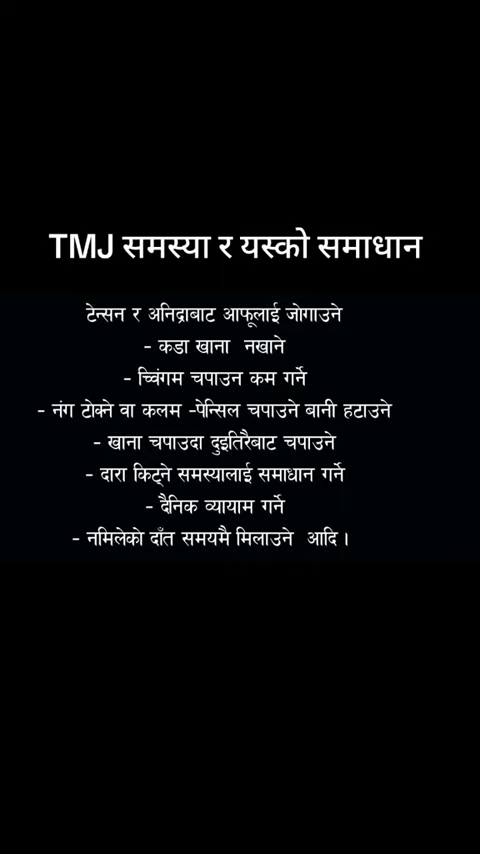 TMJ समस्या र यस्को समाधान
टेन्सन र अनिद्राबाट आफूलाई जोगाउने
- कडा खाना नखाने
- च्विंगम चपाउन कम गर्ने
- नंग टोक्ने वा कलम -पेन्सिल चपाउने बानी हटाउने
- खाना चपाउदा दुइतिरैबाट चपाउने
- दारा किट्ने समस्यालाई समाधान गर्ने
- दैनिक व्यायाम गर्ने
- नमिलेको दाँत समयमै मिलाउने आदि ।